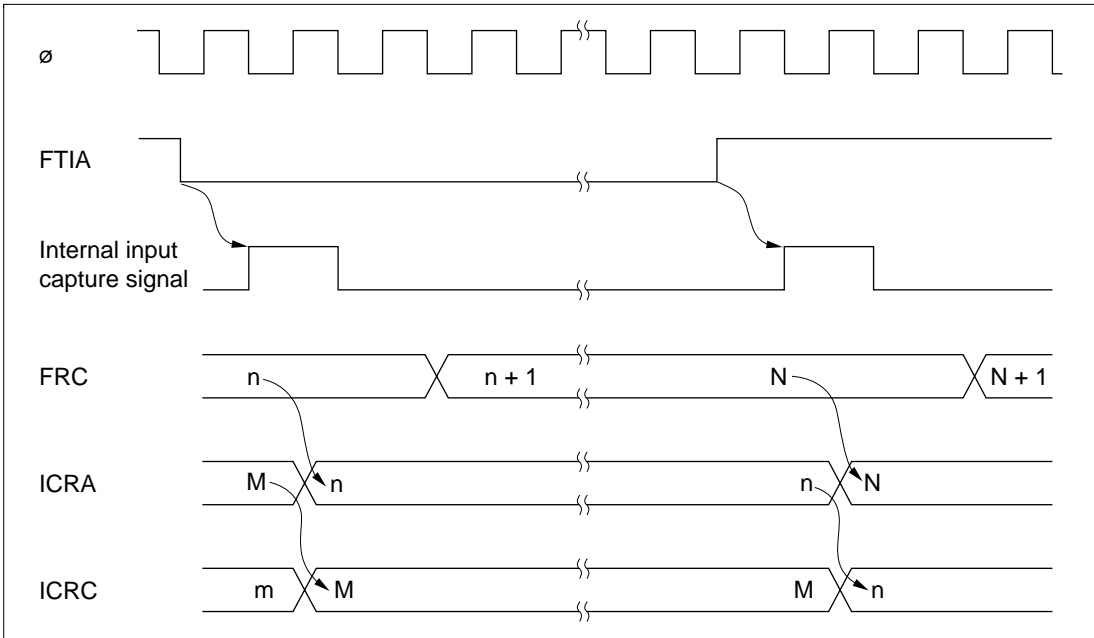 ø
FTIA
Internal input
capture signal
FRC
n
n + 1
N
N + 1
ICRA
M
n
n
N
ICRC
m
M
M
n